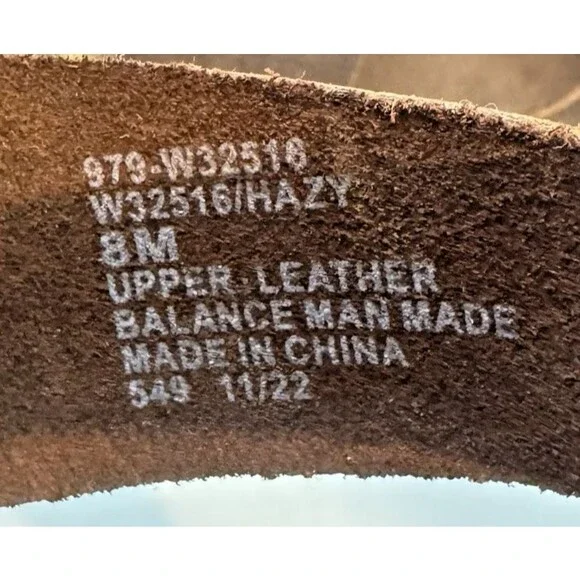 979-W32516
W32516/HAZY
8M
UPPER-LEATHER
BALANCE MAN MADE
MADE IN CHINA
549 11/22